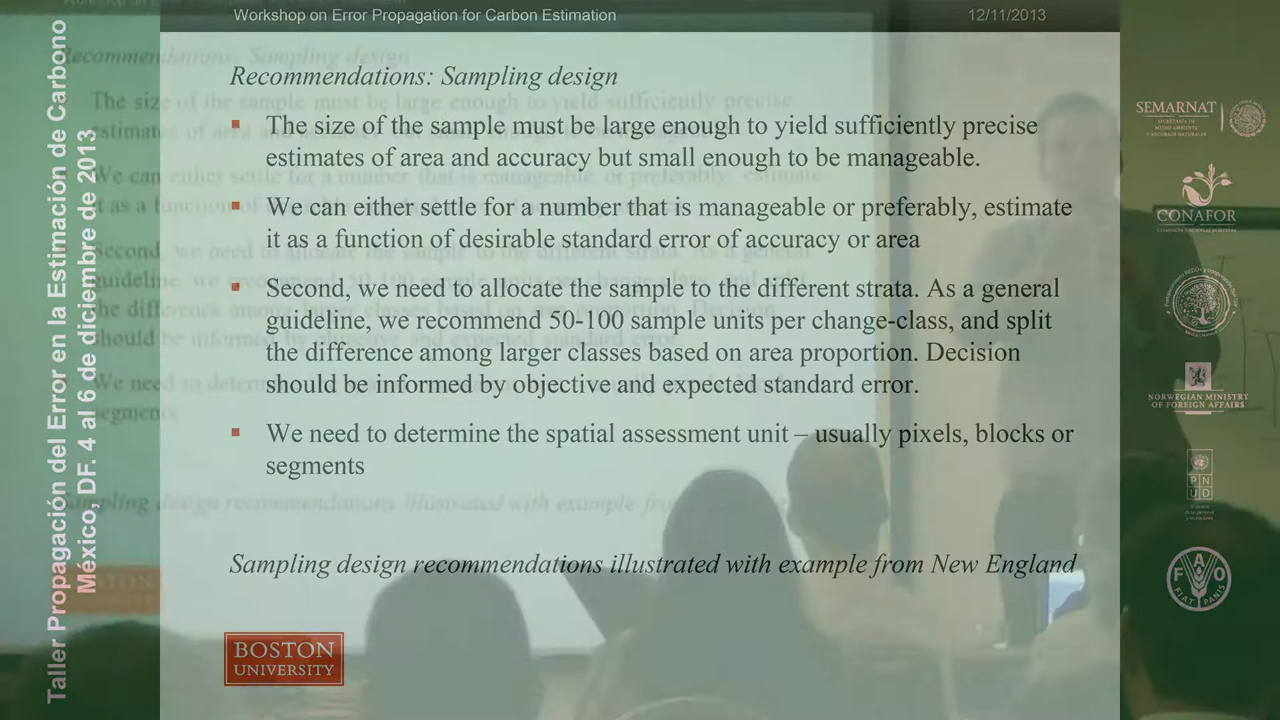 Workshop on Error Propagation for Carbon Estimation
12/11/2013
Recommendations: Sampling design
The size of the sample must be large enough to yield sufficiently precise
estimates of area and accuracy but small enough to be manageable.
We can either settle for a number that is manageable or preferably, estimate
it as a function of desirable standard error of accuracy or area
Second, we need to allocate the sample to the different strata. As a general
guideline, we recommend 50-100 sample units per change-class, and split
the difference among larger classes based on area proportion. Decision
should be informed by objective and expected standard error.
We need to determine the spatial assessment unit – usually pixels, blocks or
segments
Sampling design recommendations illustrated with example from New England
BOSTON
UNIVERSITY
Taller Propagación del Error en la Estimación de Carbono
México, DF. 4 al 6 de diciembre de 2013
SEMARNAT
SECRETARÍA DE
MEDIO AMBIENTE
Y RECURSOS NATURALES
CONAFOR
NORWEGIAN MINISTRY
OF FOREIGN AFFAIRS
P N
U D
F A O
FIAT PANIS